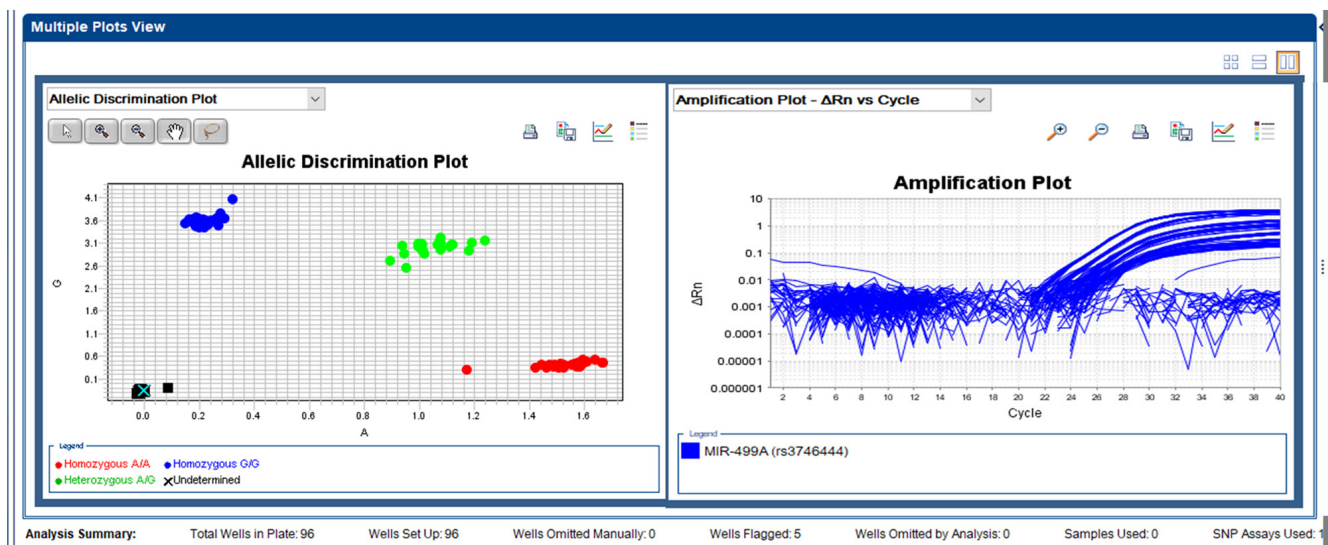 Multiple Plots View
Allelic Discrimination Plot
Allelic Discrimination Plot
4.1
3.6
3.1
2.6
2.1
1.6
1.1
0.6
0.1
G
0.0 0.2 0.4 0.6 0.8 1.0 1.2 1.4 1.6
A
Legend
Homozygous A/A Homozygous G/G
Heterozygous A/G Undetermined
Amplification Plot - ΔRn vs Cycle
Amplification Plot
10
1
0.1
0.01
0.001
0.0001
0.00001
0.000001
ΔRn
2 4 6 8 10 12 14 16 18 20 22 24 26 28 30 32 34 36 38 40
Cycle
Legend
MIR-499A (rs3746444)
Analysis Summary: Total Wells in Plate: 96 Wells Set Up: 96 Wells Omitted Manually: 0 Wells Flagged: 5 Wells Omitted by Analysis: 0 Samples Used: 0 SNP Assays Used: 1